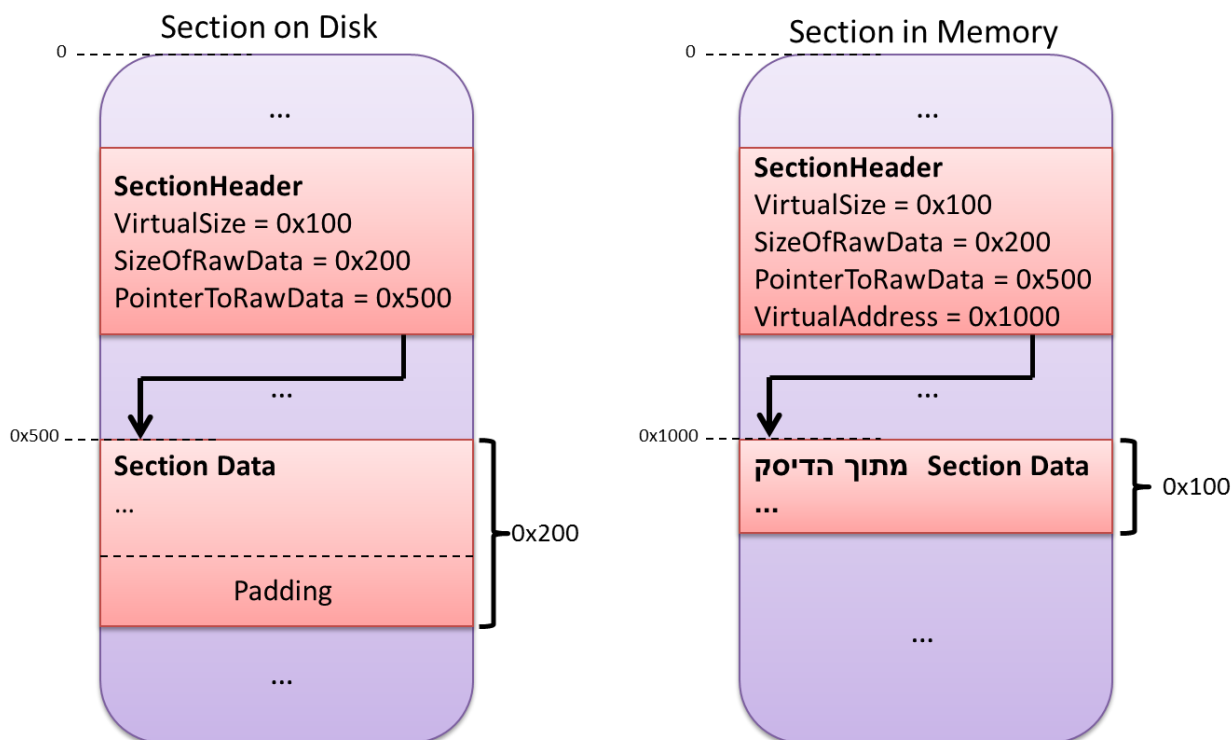 Section on Disk
0
...
SectionHeader
VirtualSize = 0x100
SizeOfRawData = 0x200
PointerToRawData = 0x500
...
0x500
Section Data
...
0x200
Padding
...
Section in Memory
0
...
SectionHeader
VirtualSize = 0x100
SizeOfRawData = 0x200
PointerToRawData = 0x500
VirtualAddress = 0x1000
...
0x1000
Section Data מתוך הדיסק
...
0x100
...